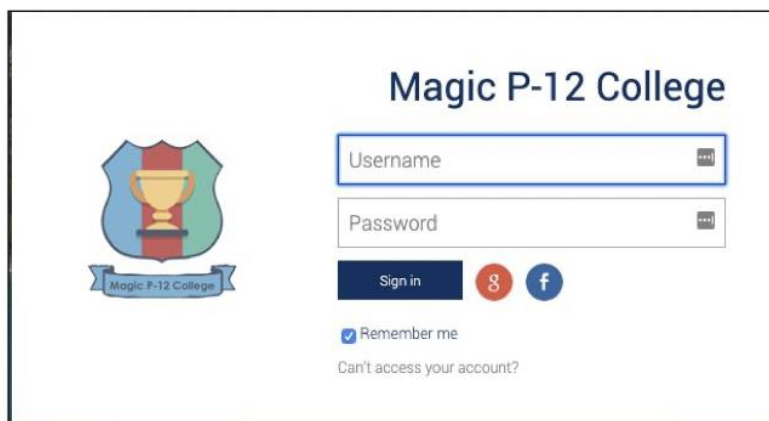 Magic P-12 College
Username
Password
Magic P-12 College
Sign in
Remember me
Can't access your account?